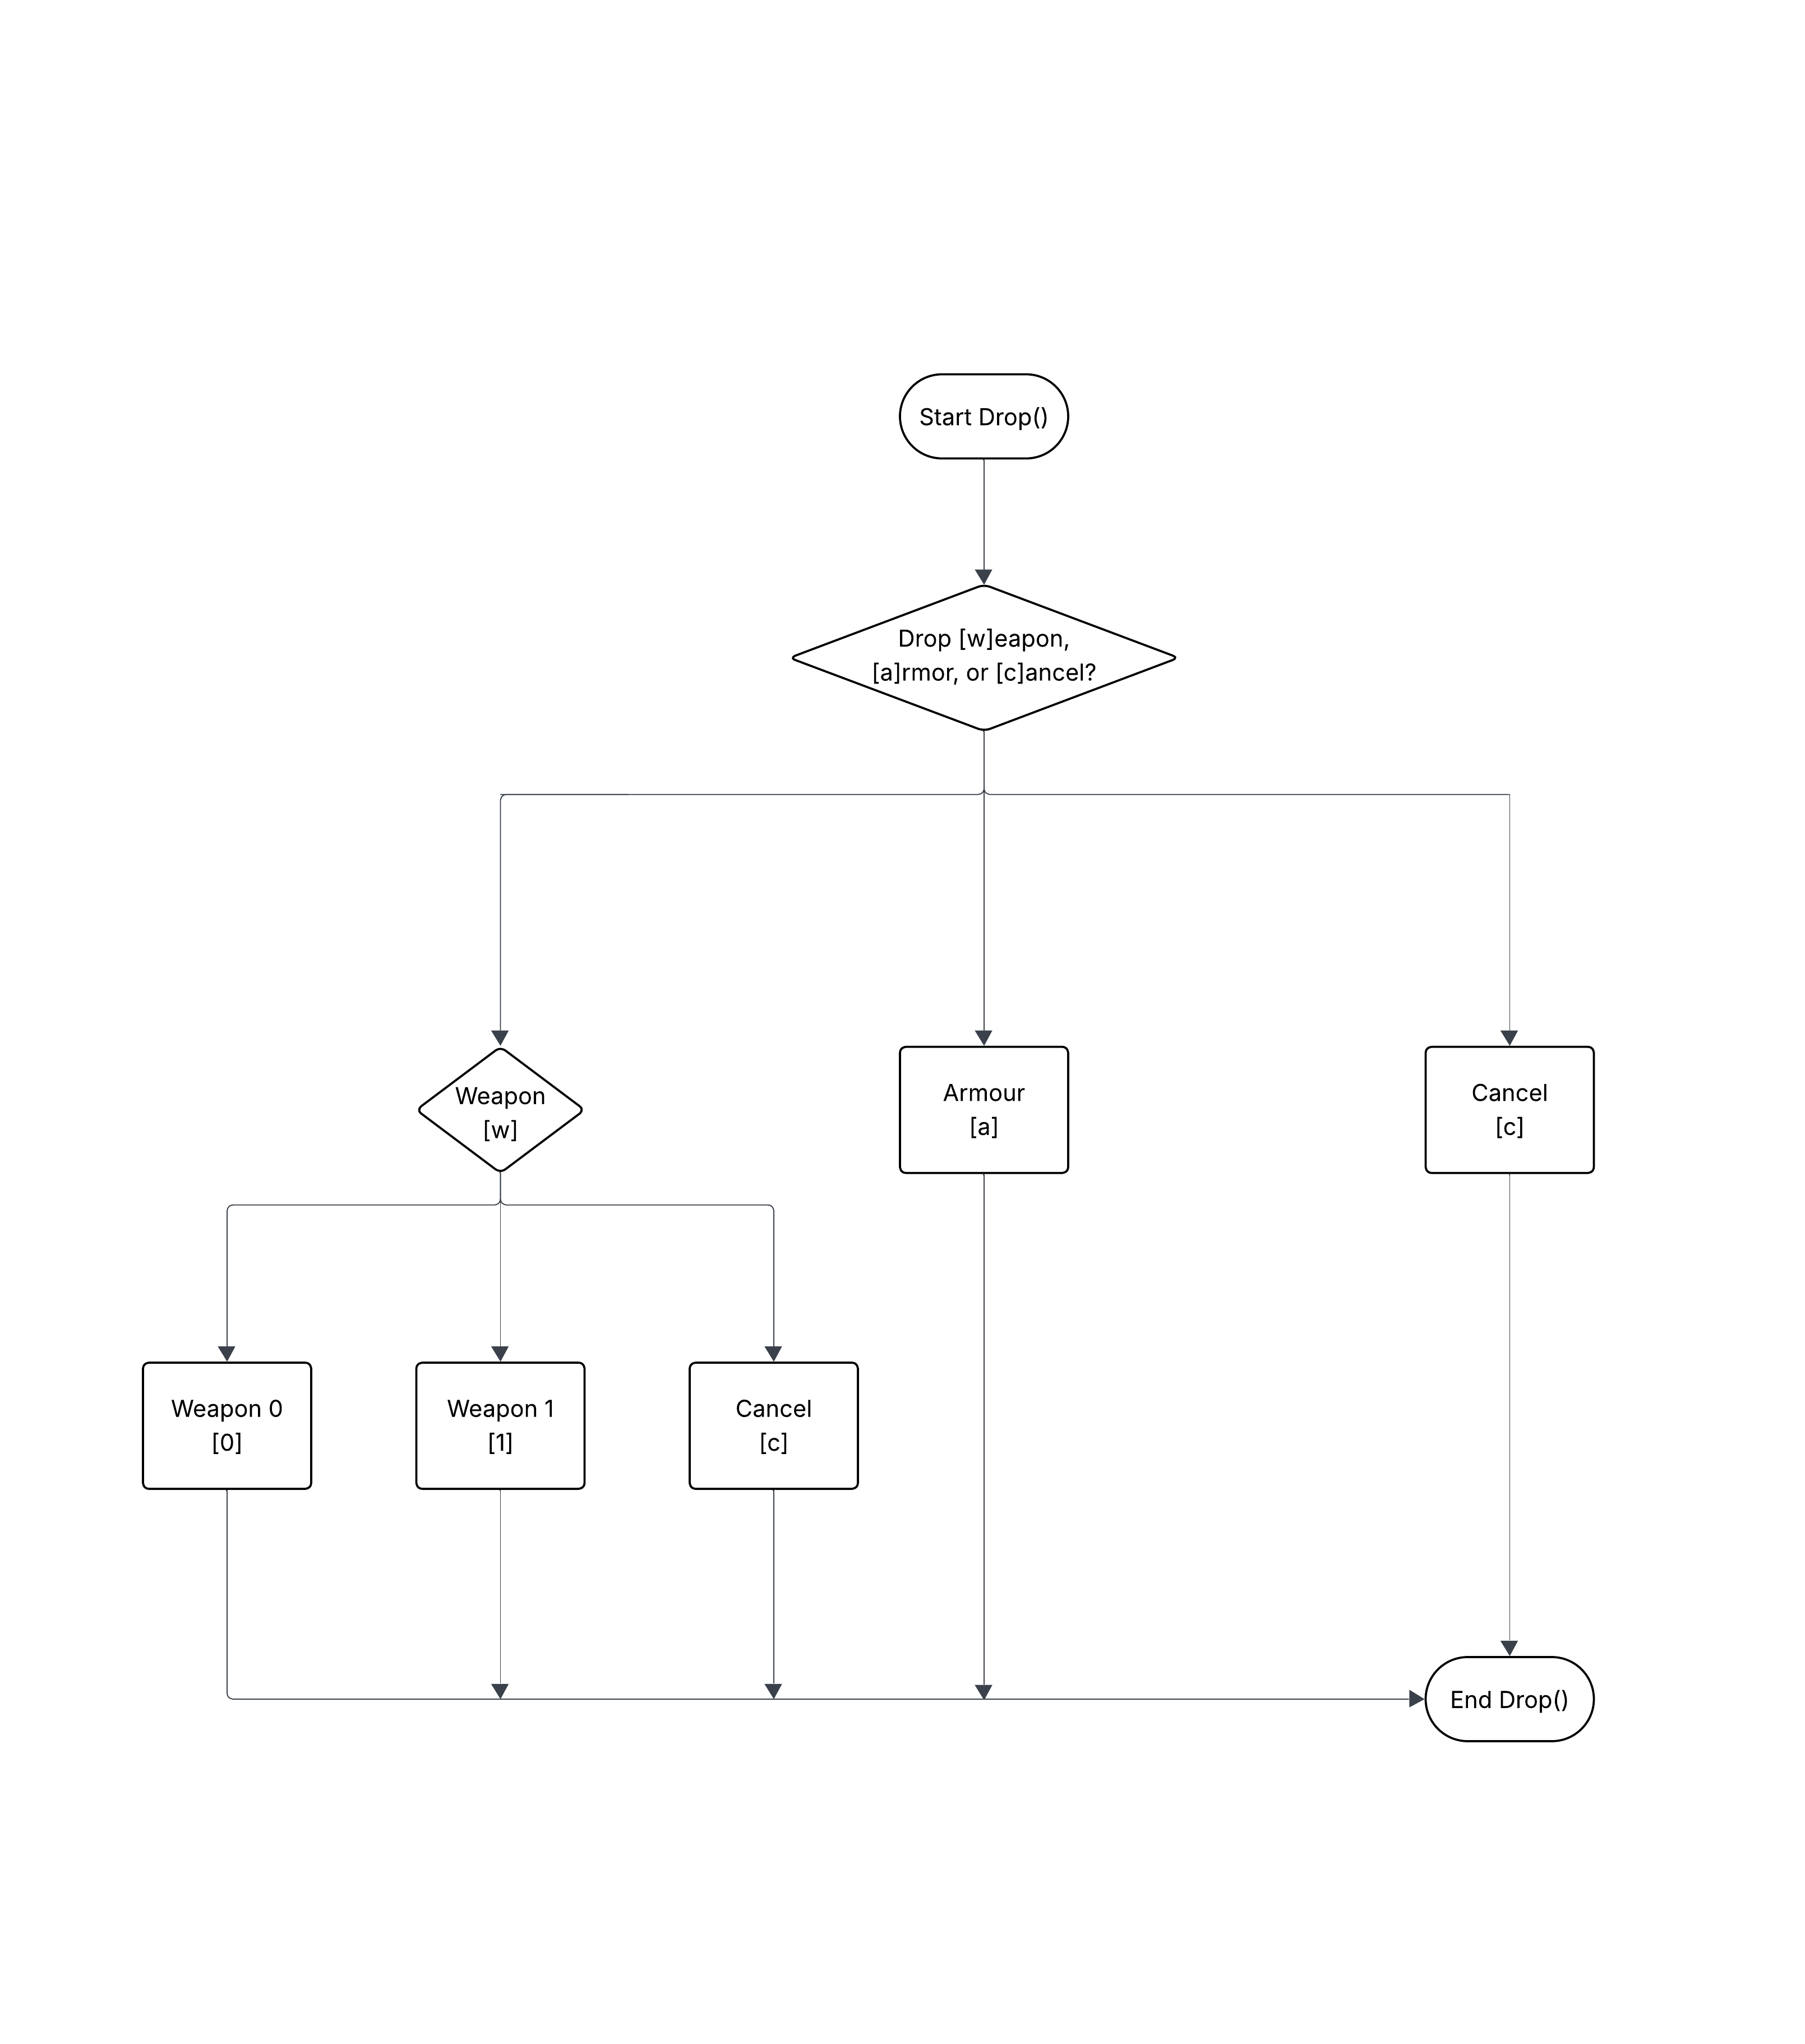 Start Drop()
Drop [w]eapon,
[a]rmor, or [c]ancel?
Weapon
[w]
Armour
[a]
Cancel
[c]
Weapon 0
[0]
Weapon 1
[1]
Cancel
[c]
End Drop()